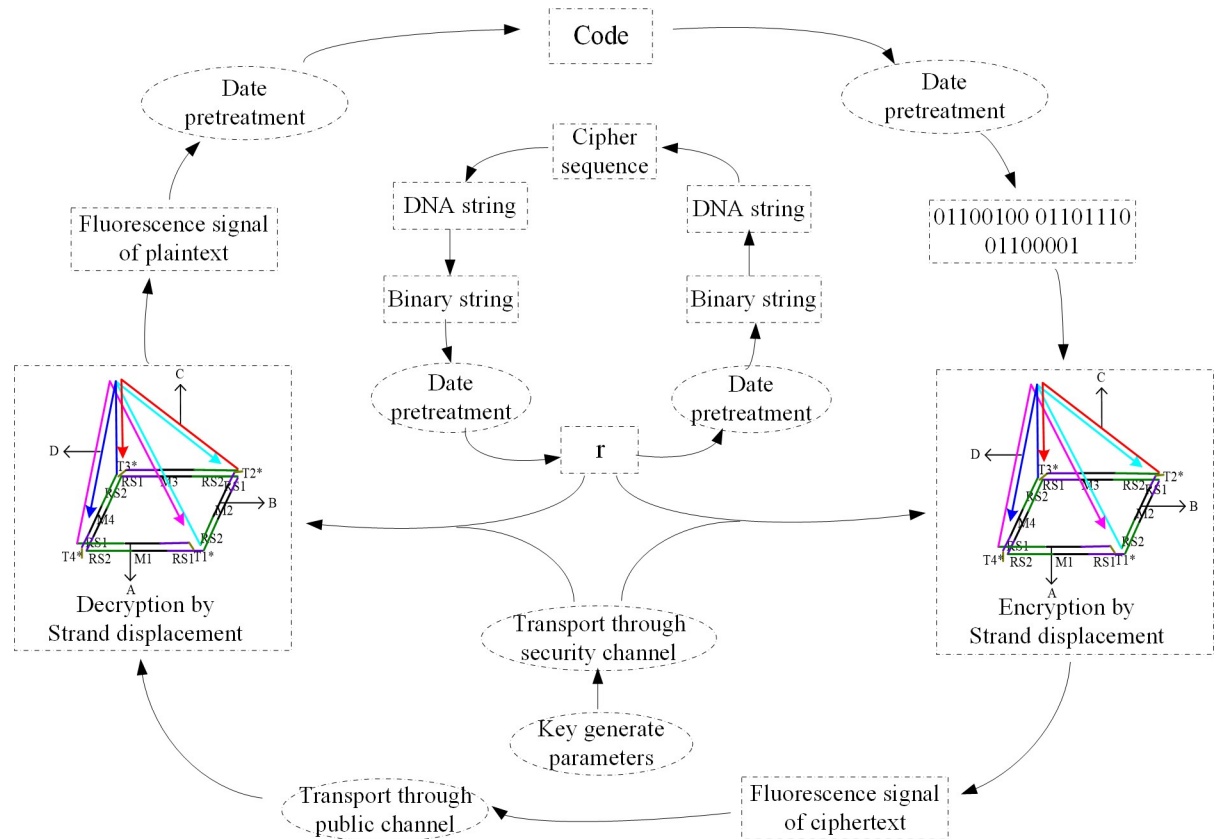 Code
Date
pretreatment
Date
pretreatment
Cipher
sequence
DNA string
DNA string
Fluorescence signal
of plaintext
01100100 01101110
01100001
Binary string
Binary string
Date
pretreatment
Date
pretreatment
r
C
D
T3*
T2*
RS1
M3
RS2
RS1
RS2
M2
B
M4
RS1
RS2
T4*
RS2
M1
RS1
T1*
A
Decryption by
Strand displacement
C
D
T3*
T2*
RS1
M3
RS2
RS1
RS2
M2
B
M4
RS1
RS2
T4*
RS2
M1
RS1
T1*
A
Encryption by
Strand displacement
Transport through
security channel
Key generate
parameters
Transport through
public channel
Fluorescence signal
of ciphertext